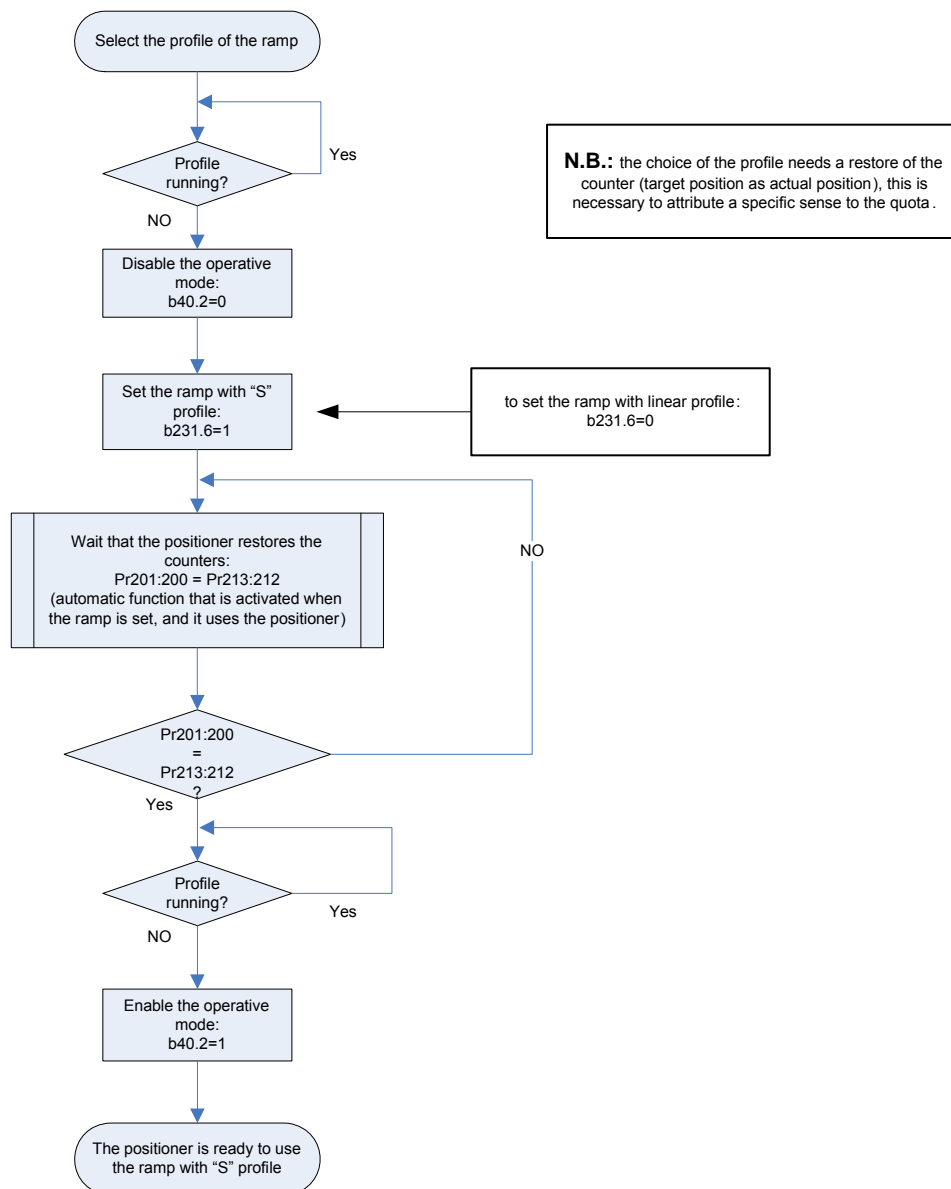 Select the profile of the ramp
Yes
Profile
running?
NO
N.B.: the choice of the profile needs a restore of the
counter (target position as actual position), this is
necessary to attribute a specific sense to the quota.
Disable the operative
mode:
b40.2=0
Set the ramp with “S”
profile:
b231.6=1
to set the ramp with linear profile:
b231.6=0
Wait that the positioner restores the
counters:
Pr201:200 = Pr213:212
(automatic function that is activated when
the ramp is set, and it uses the positioner)
NO
Pr201:200
=
Pr213:212
?
Yes
Profile
running?
Yes
NO
Enable the operative
mode:
b40.2=1
The positioner is ready to use
the ramp with “S” profile